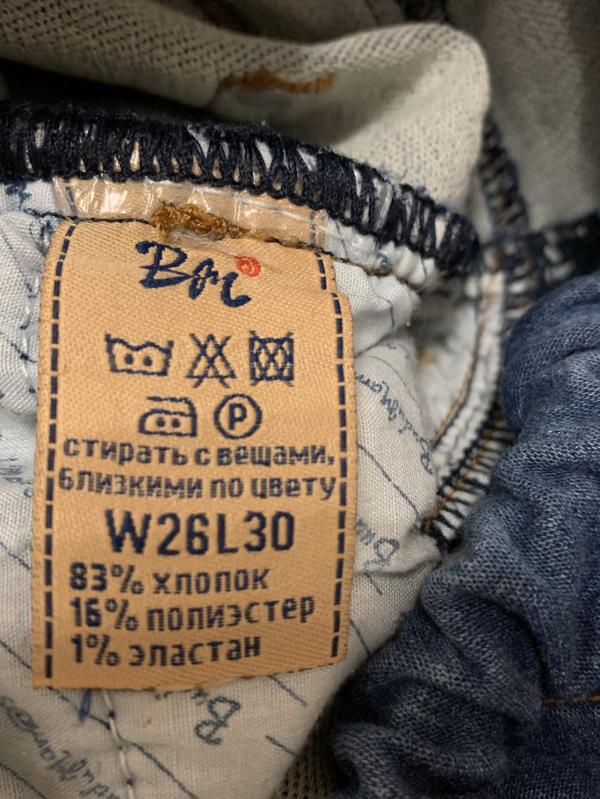 BM
P
стирать с вещами,
близкими по цвету
W26L30
83% хлопок
16% полиэстер
1% эластан